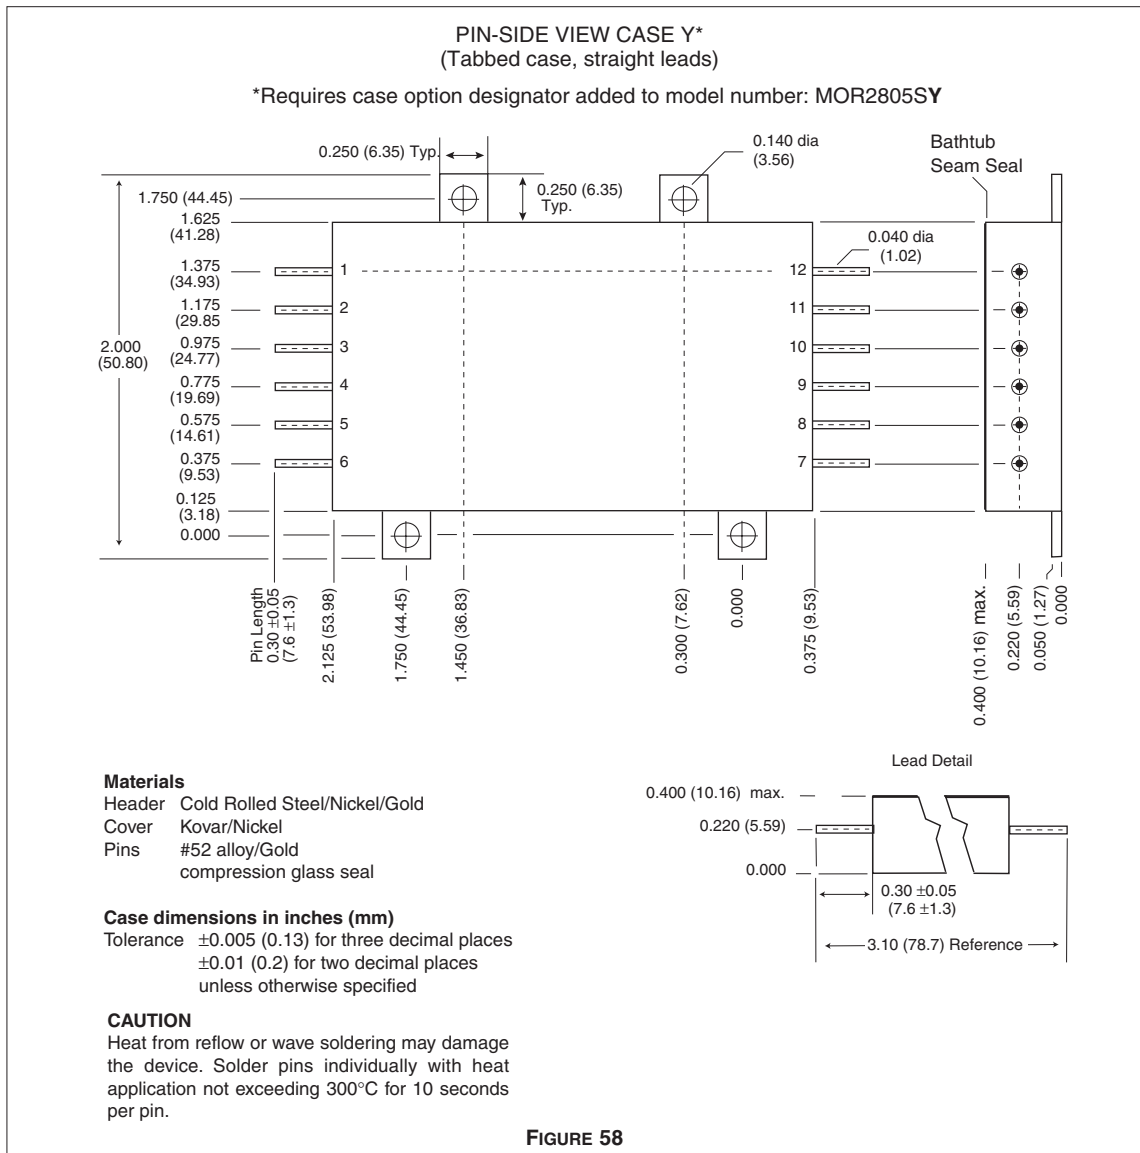 PIN-SIDE VIEW CASE Y*
(Tabbed case, straight leads)
*Requires case option designator added to model number: MOR2805SY
0.250 (6.35) Typ.
0.140 dia
(3.56)
Bathtub
Seam Seal
1.750 (44.45)
0.250 (6.35)
Typ.
1.625
(41.28)
0.040 dia
(1.02)
1.375
(34.93)
1
12
1.175
(29.85
2
11
2.000
(50.80)
0.975
(24.77)
3
10
0.775
(19.69)
4
9
0.575
(14.61)
5
8
0.375
(9.53)
6
7
0.125
(3.18)
0.000
Pin Length
0.30 ±0.05
(7.6 ±1.3)
2.125 (53.98)
1.750 (44.45)
1.450 (36.83)
0.300 (7.62)
0.000
0.375 (9.53)
0.400 (10.16) max.
0.220 (5.59)
0.050 (1.27)
0.000
Lead Detail
0.400 (10.16) max.
0.220 (5.59)
0.000
0.30 ±0.05
(7.6 ±1.3)
3.10 (78.7) Reference
Materials
Header Cold Rolled Steel/Nickel/Gold
Cover Kovar/Nickel
Pins #52 alloy/Gold
compression glass seal
Case dimensions in inches (mm)
Tolerance ±0.005 (0.13) for three decimal places
±0.01 (0.2) for two decimal places
unless otherwise specified
CAUTION
Heat from reflow or wave soldering may damage
the device. Solder pins individually with heat
application not exceeding 300°C for 10 seconds
per pin.
FIGURE 58